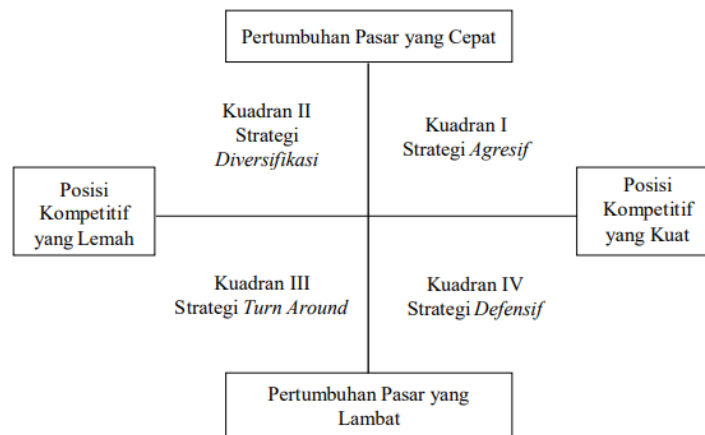 Pertumbuhan Pasar yang Cepat
Kuadran II
Strategi
Diversifikasi
Kuadran I
Strategi Agresif
Posisi
Kompetitif
yang Lemah
Posisi
Kompetitif
yang Kuat
Kuadran III
Strategi Turn Around
Kuadran IV
Strategi Defensif
Pertumbuhan Pasar yang
Lambat